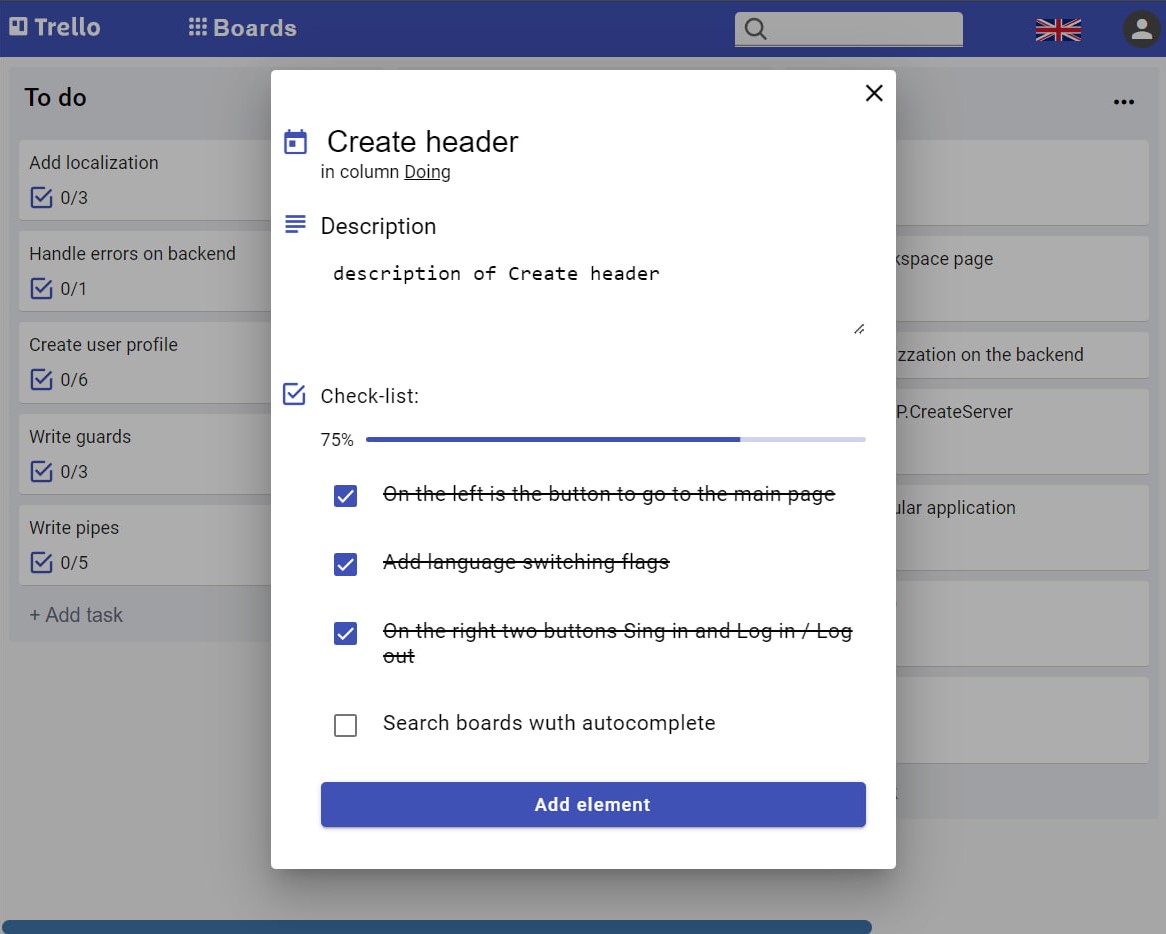 Trello
Boards
To do
Add localization
0/3
Handle errors on backend
0/1
Create user profile
0/6
Write guards
0/3
Write pipes
0/5
+ Add task
Create header
in column Doing
Description
description of Create header
Check-list:
75%
On the left is the button to go to the main page
Add language switching flags
On the right two buttons Sing in and Log in / Log
out
Search boards wuth autocomplete
Add element
page
on the backend
P.CreateServer
application